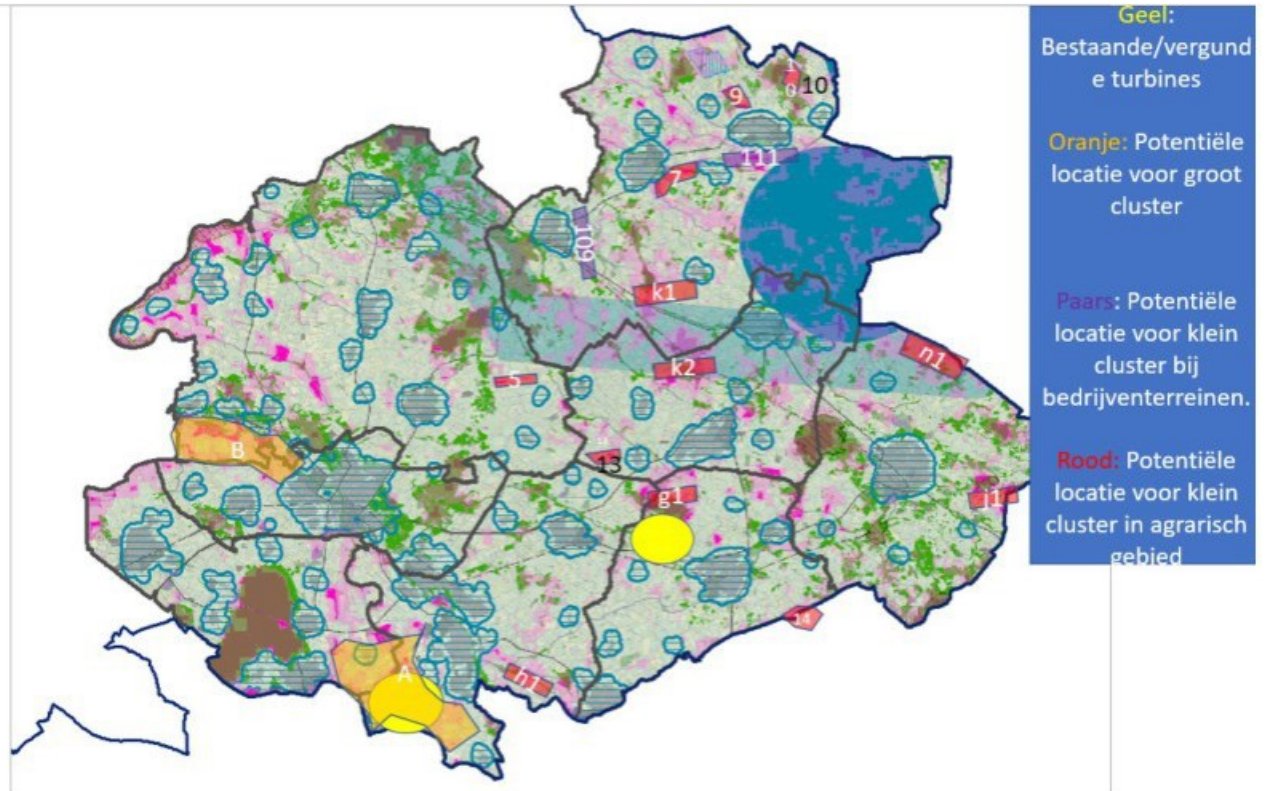 Geel:
Bestaande/vergund
e turbines
Oranje: Potentiële
locatie voor groot
cluster
Paars: Potentiële
locatie voor klein
cluster bij
bedrijventerreinen.
Rood: Potentiële
locatie voor klein
cluster in agrarisch
gebied
1
0
10
9
111
7
109
k1
n1
k2
5
B
13
g1
j1
14
A
h1